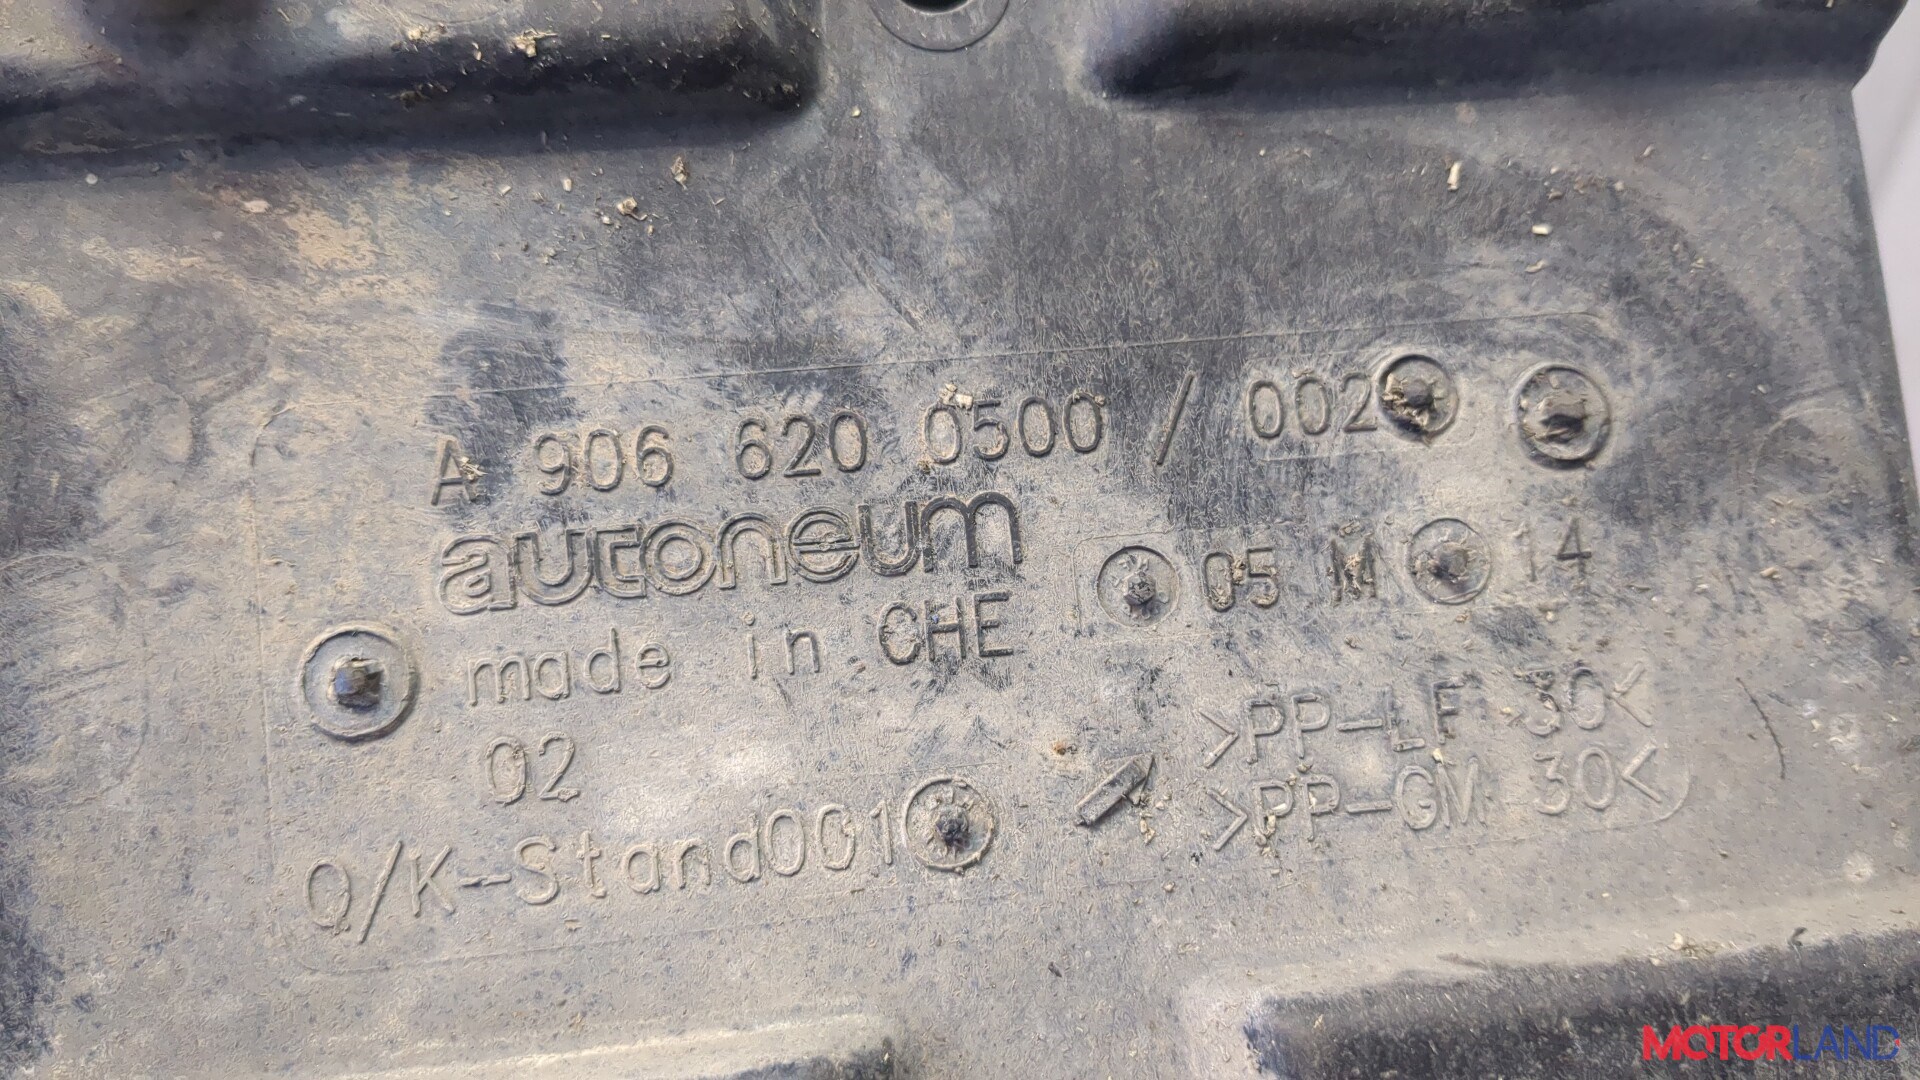 A 906 620 0500 / 002
autoneum
05 M 14
made in CHE
>PP-LF 30<
02
>PP-GM 30<
Q/K-Stand001
MOTORLAND